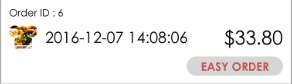 Order ID : 6
2016-12-07 14:08:06 $33.80
EASY ORDER